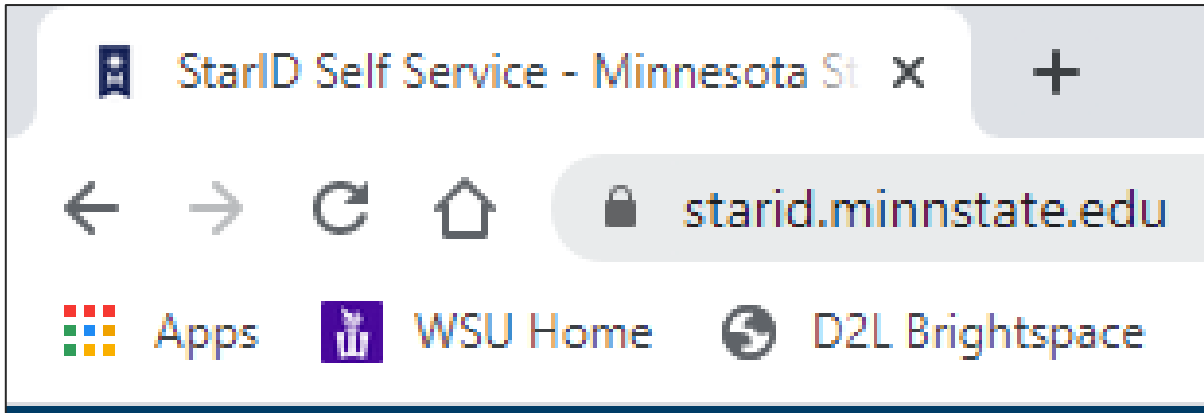 StarID Self Service - Minnesota St
starid.minnstate.edu
Apps WSU Home D2L Brightspace